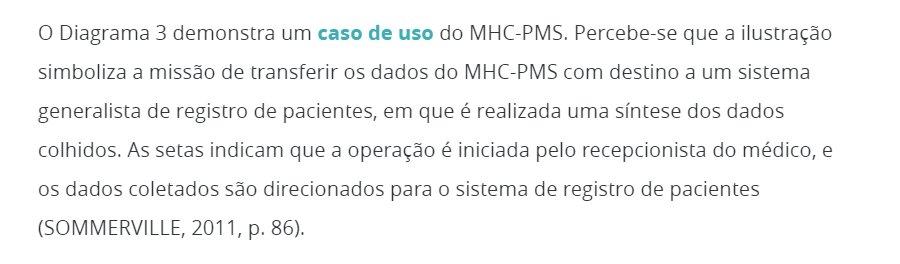 O Diagrama 3 demonstra um caso de uso do MHC-PMS. Percebe-se que a ilustração
simboliza a missão de transferir os dados do MHC-PMS com destino a um sistema
generalista de registro de pacientes, em que é realizada uma síntese dos dados
colhidos. As setas indicam que a operação é iniciada pelo recepcionista do médico, e
os dados coletados são direcionados para o sistema de registro de pacientes
(SOMMERVILLE, 2011, p. 86).